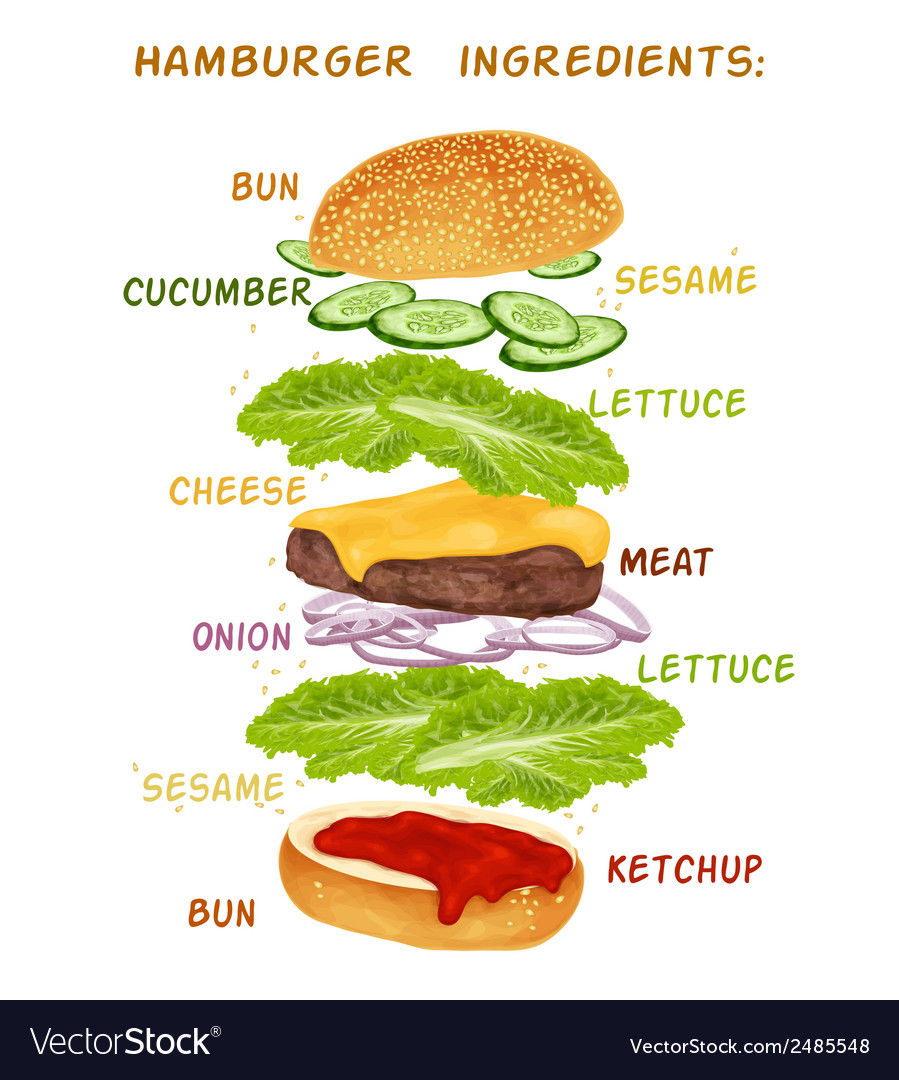 HAMBURGER INGREDIENTS:
BUN
CUCUMBER
SESAME
LETTUCE
CHEESE
MEAT
ONION
LETTUCE
SESAME
KETCHUP
BUN
VectorStock®
VectorStock.com/2485548